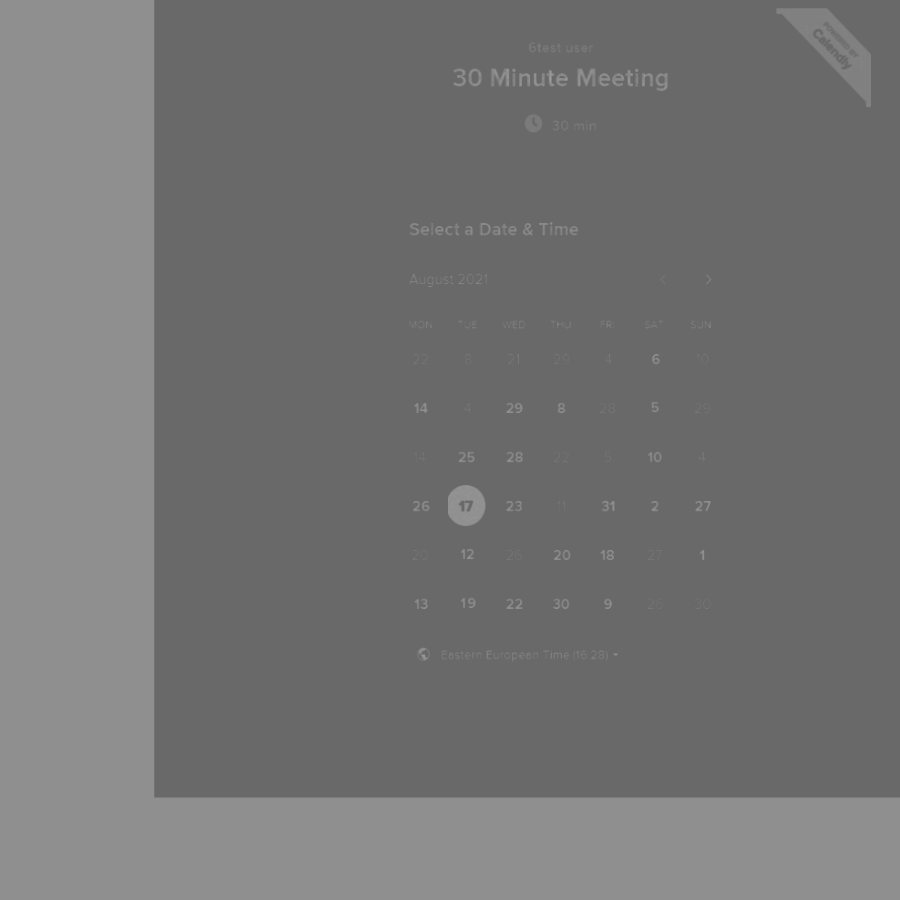 6test user
POWERED BY
Calendly
30 Minute Meeting
30 min
Select a Date & Time
August 2021
MON TUE WED THU FRI SAT SUN
22 8 21 29 4 6 10
14 4 29 8 28 5 29
14 25 28 22 5 10 4
26 17 23 11 31 2 27
20 12 26 20 18 27 1
13 19 22 30 9 26 30
Eastern European Time (16:28)